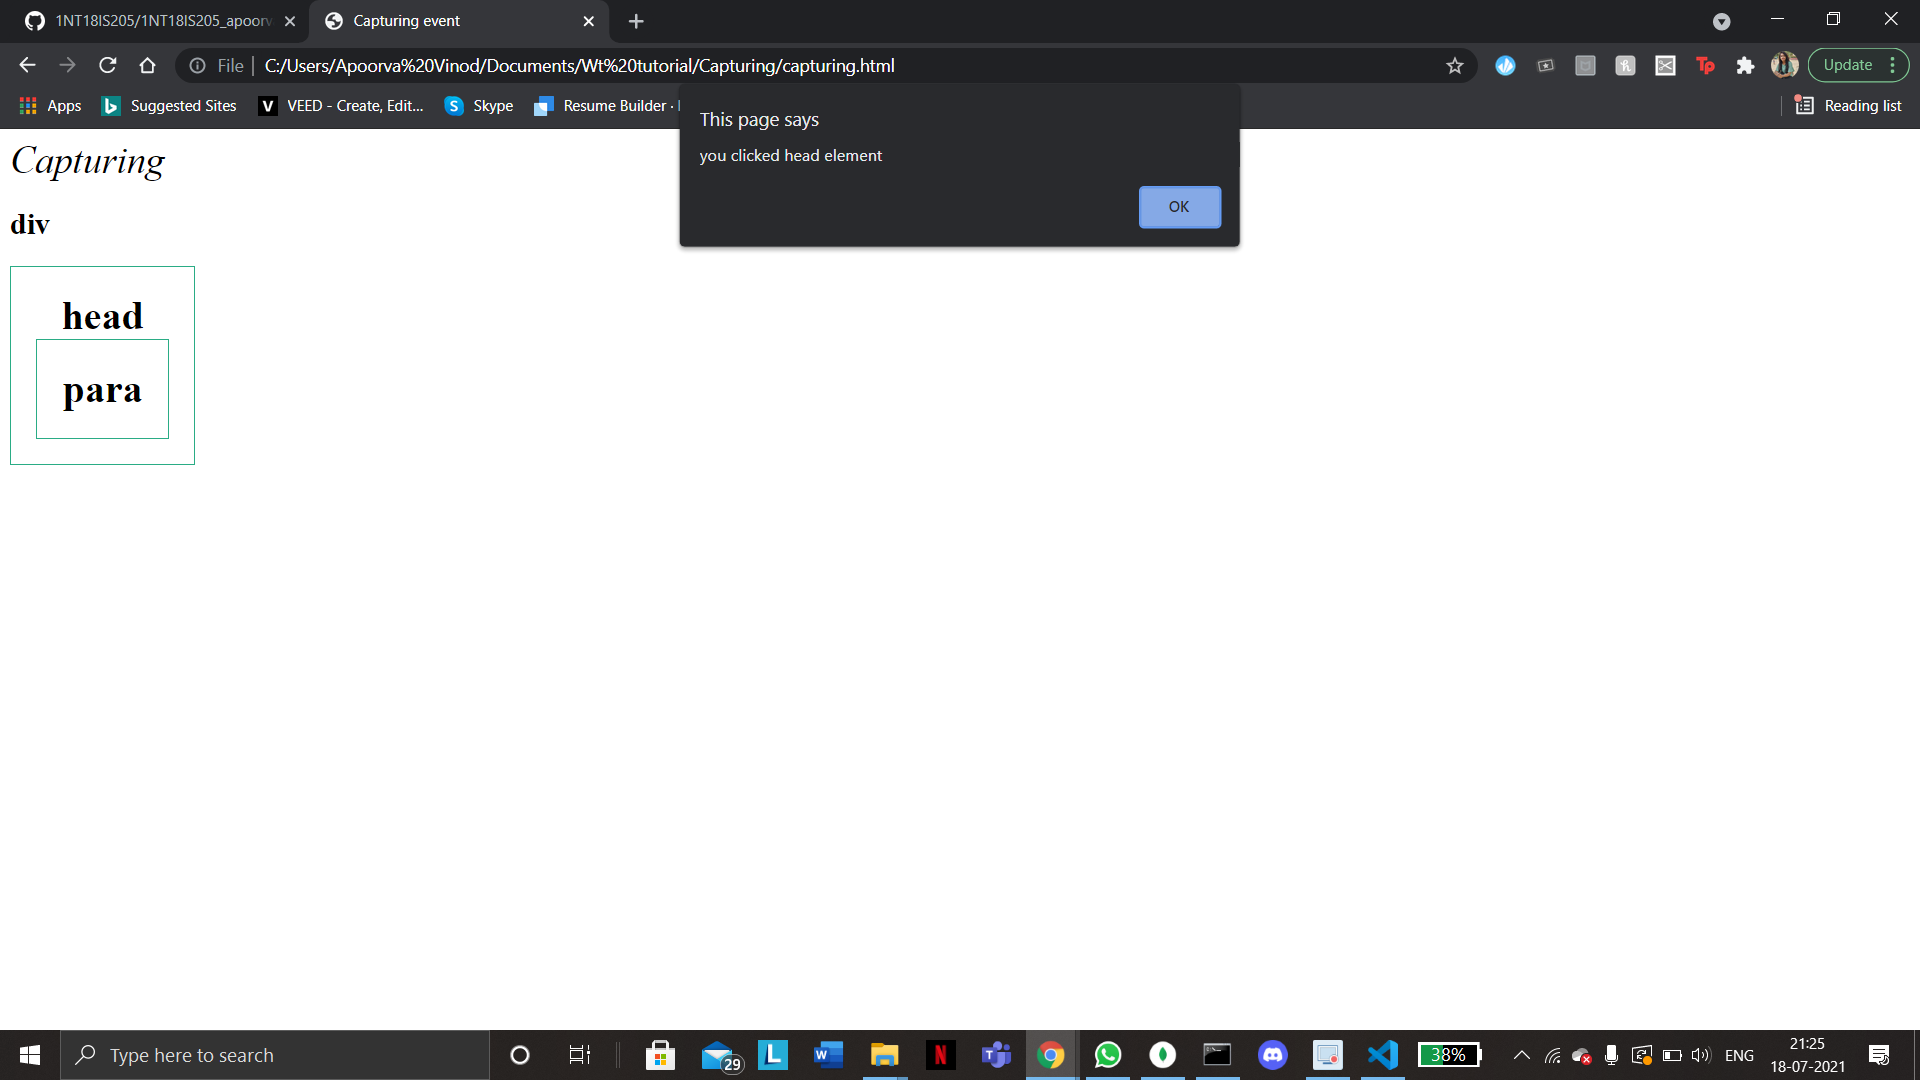 1NT18IS205/1NT18IS205_apoorv
Capturing event
File
C:/Users/Apoorva%20Vinod/Documents/Wt%20tutorial/Capturing/capturing.html
Tp
Update
Apps
Suggested Sites
V
VEED - Create, Edit...
Skype
Resume Builder ·
Reading list
This page says
you clicked head element
OK
Capturing
div
head
para
Type here to search
29
L
W
N
T
38%
ENG
21:25
18-07-2021